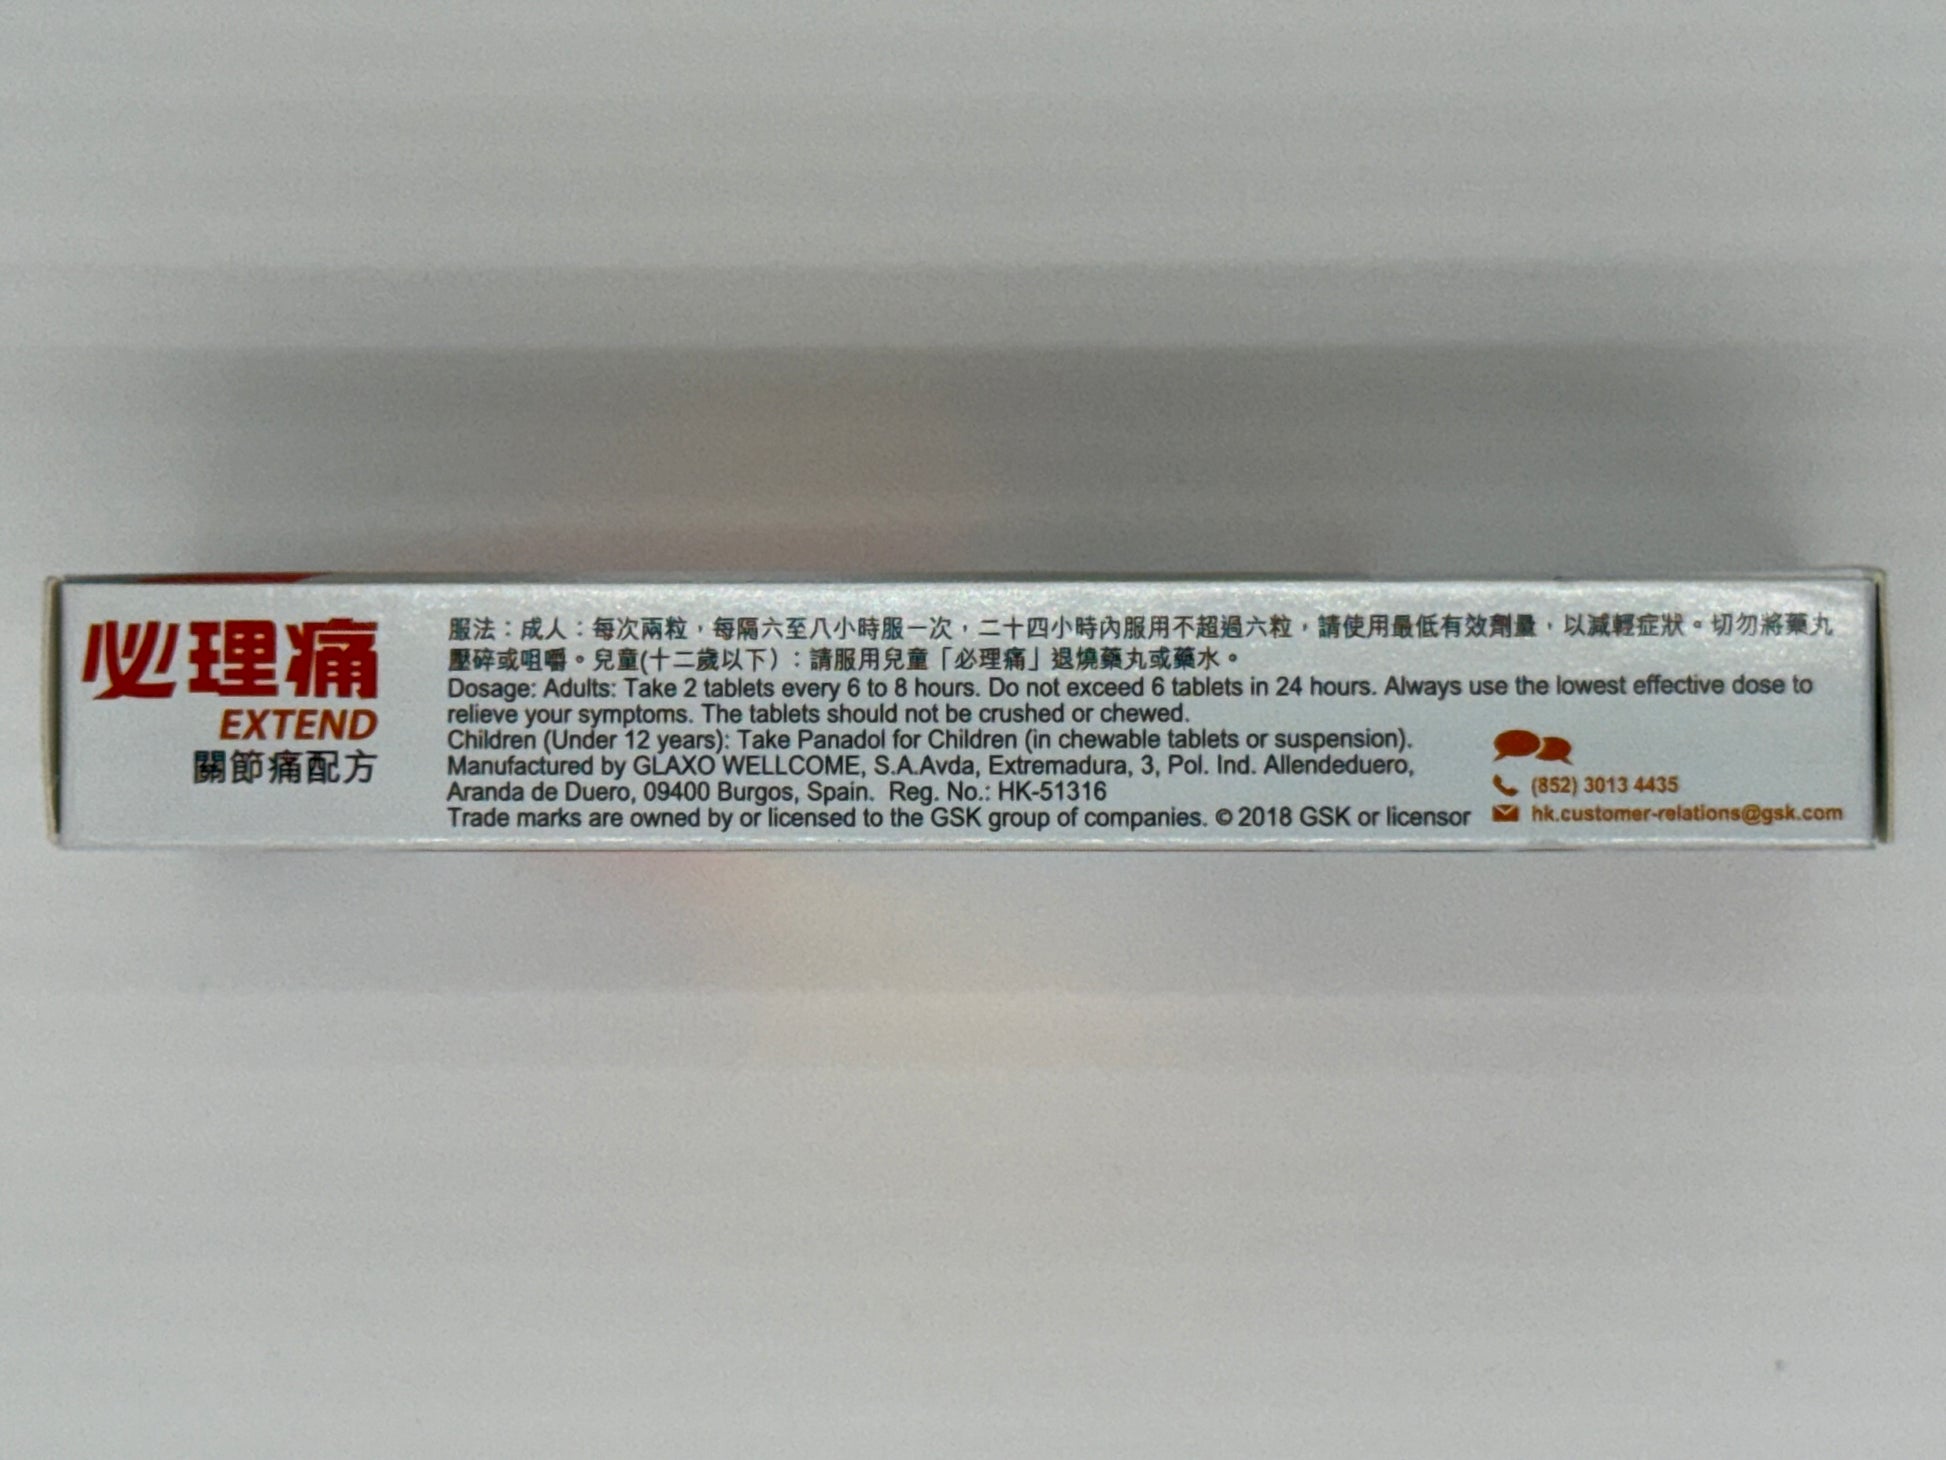 必理痛
EXTEND
關節痛配方
服法：成人：每次兩粒，每隔六至八小時服一次，二十四小時內服用不超過六粒，請使用最低有效劑量，以減輕症狀。切勿將藥丸
壓碎或咀嚼。兒童(十二歲以下)：請服用兒童「必理痛」退燒藥丸或藥水。
Dosage: Adults: Take 2 tablets every 6 to 8 hours. Do not exceed 6 tablets in 24 hours. Always use the lowest effective dose to
relieve your symptoms. The tablets should not be crushed or chewed.
Children (Under 12 years): Take Panadol for Children (in chewable tablets or suspension).
Manufactured by GLAXO WELLCOME, S.A.Avda, Extremadura, 3, Pol. Ind. Allendeduero,
Aranda de Duero, 09400 Burgos, Spain. Reg. No.: HK-51316
Trade marks are owned by or licensed to the GSK group of companies. © 2018 GSK or licensor
(852) 3013 4435
hk.customer-relations@gsk.com